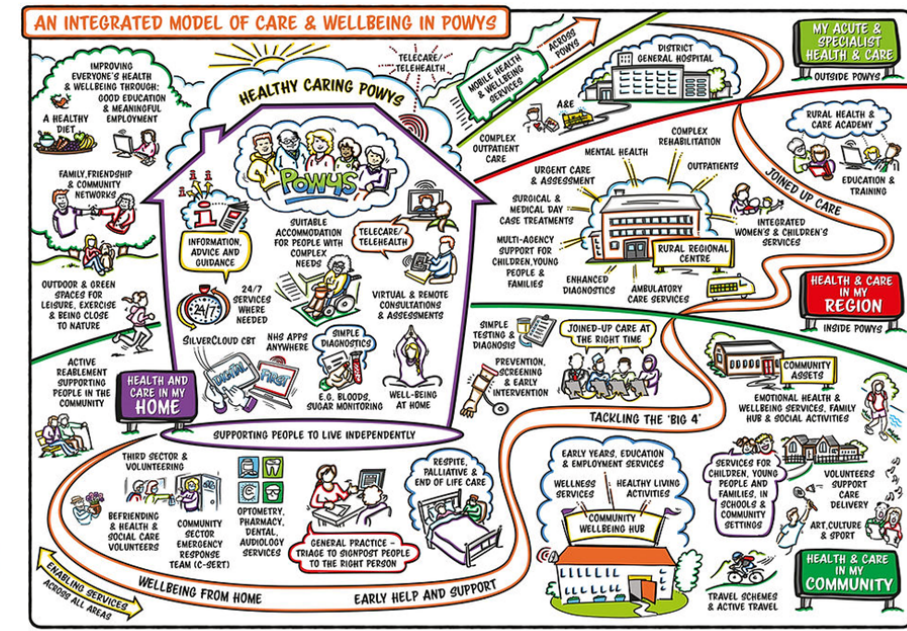 AN INTEGRATED MODEL OF CARE & WELLBEING IN POWYS
IMPROVING
EVERYONE'S HEALTH
& WELLBEING THROUGH:
GOOD EDUCATION
& MEANINGFUL
EMPLOYMENT
A HEALTHY
DIET
FAMILY, FRIENDSHIP
& COMMUNITY
NETWORKS
OUTDOOR & GREEN
SPACES FOR
LEISURE, EXERCISE
& BEING CLOSE
TO NATURE
ACTIVE
REABLEMENT
SUPPORTING
PEOPLE IN THE
COMMUNITY
HEALTHY CARING POWYS
TELECARE/
TELEHEALTH
POWYS
INFORMATION,
ADVICE AND
GUIDANCE
SUITABLE
ACCOMMODATION
FOR PEOPLE WITH
COMPLEX
NEEDS
TELECARE/
TELEHEALTH
24/7
24/7
SERVICES
WHERE
NEEDED
VIRTUAL & REMOTE
CONSULTATIONS
& ASSESSMENTS
SILVERCLOUD CBT
NHS APPS
ANYWHERE
DIGITAL
FIRST
SIMPLE
DIAGNOSTICS
E.G. BLOODS,
SUGAR MONITORING
WELL-BEING
AT HOME
HEALTH AND
CARE IN MY
HOME
SUPPORTING PEOPLE TO LIVE INDEPENDENTLY
MOBILE HEALTH
& WELLBEING
SERVICES
ACROSS
POWYS
DISTRICT
GENERAL HOSPITAL
A&E
MY ACUTE &
SPECIALIST
HEALTH & CARE
OUTSIDE POWYS
COMPLEX
OUTPATIENT
CARE
MENTAL HEALTH
COMPLEX
REHABILITATION
URGENT CARE
& ASSESSMENT
OUTPATIENTS
SURGICAL &
MEDICAL DAY
CASE TREATMENTS
MULTI-AGENCY
SUPPORT FOR
CHILDREN, YOUNG
PEOPLE &
FAMILIES
ENHANCED
DIAGNOSTICS
AMBULATORY
CARE SERVICES
RURAL REGIONAL
CENTRE
INTEGRATED
WOMEN'S & CHILDREN'S
SERVICES
JOINED UP CARE
RURAL HEALTH &
CARE ACADEMY
EDUCATION &
TRAINING
HEALTH & CARE
IN MY
REGION
INSIDE POWYS
SIMPLE
TESTING &
DIAGNOSIS
JOINED-UP CARE AT
THE RIGHT TIME
PREVENTION,
SCREENING
& EARLY
INTERVENTION
TACKLING THE 'BIG 4'
COMMUNITY
ASSETS
EMOTIONAL HEALTH &
WELLBEING SERVICES, FAMILY
HUB & SOCIAL ACTIVITIES
THIRD SECTOR &
VOLUNTEERING
BEFRIENDING
& HEALTH &
SOCIAL CARE
VOLUNTEERS
COMMUNITY
SECTOR
EMERGENCY
RESPONSE
TEAM (C-SERT)
OPTOMETRY,
PHARMACY,
DENTAL,
AUDIOLOGY
SERVICES
GENERAL PRACTICE –
TRIAGE TO SIGNPOST PEOPLE
TO THE RIGHT PERSON
RESPITE,
PALLIATIVE &
END OF LIFE CARE
EARLY YEARS, EDUCATION
& EMPLOYMENT SERVICES
WELLNESS
SERVICES
HEALTHY LIVING
ACTIVITIES
COMMUNITY
WELLBEING HUB
SERVICES FOR
CHILDREN, YOUNG
PEOPLE AND
FAMILIES, IN
SCHOOLS &
COMMUNITY
SETTINGS
VOLUNTEERS
SUPPORT
CARE
DELIVERY
ART, CULTURE
& SPORT
TRAVEL SCHEMES
& ACTIVE TRAVEL
HEALTH & CARE
IN MY
COMMUNITY
ENABLING SERVICES
ACROSS ALL AREAS
WELLBEING FROM HOME
EARLY HELP AND SUPPORT